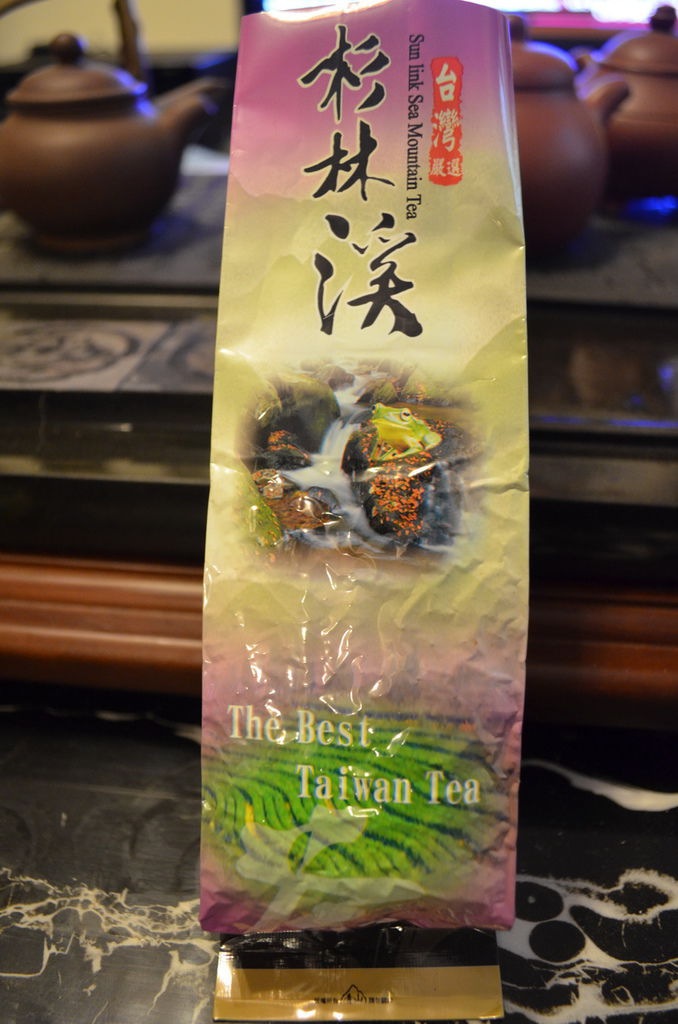 台灣
嚴選
Sun link Sea Mountain Tea
杉林溪
The Best
Taiwan Tea